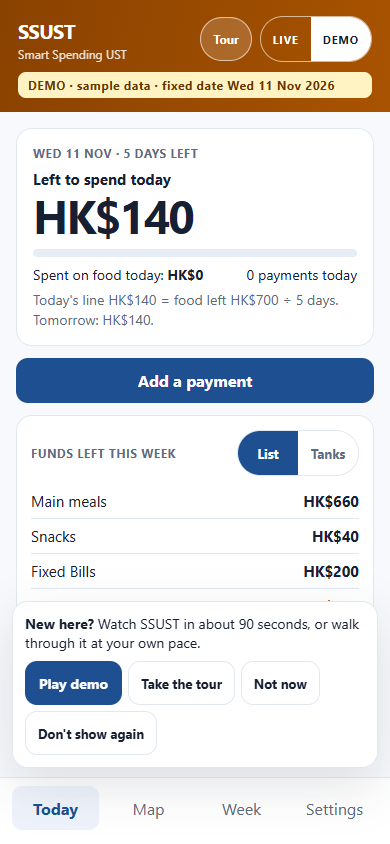 SSUST
Smart Spending UST
Tour
LIVE
DEMO
DEMO · sample data · fixed date Wed 11 Nov 2026
WED 11 NOV · 5 DAYS LEFT
Left to spend today
HK$140
Spent on food today: HK$0
0 payments today
Today's line HK$140 = food left HK$700 ÷ 5 days.
Tomorrow: HK$140.
Add a payment
FUNDS LEFT THIS WEEK
List
Tanks
Main meals
HK$660
Snacks
HK$40
Fixed Bills
HK$200
New here? Watch SSUST in about 90 seconds, or walk
through it at your own pace.
Play demo
Take the tour
Not now
Don't show again
Today
Map
Week
Settings